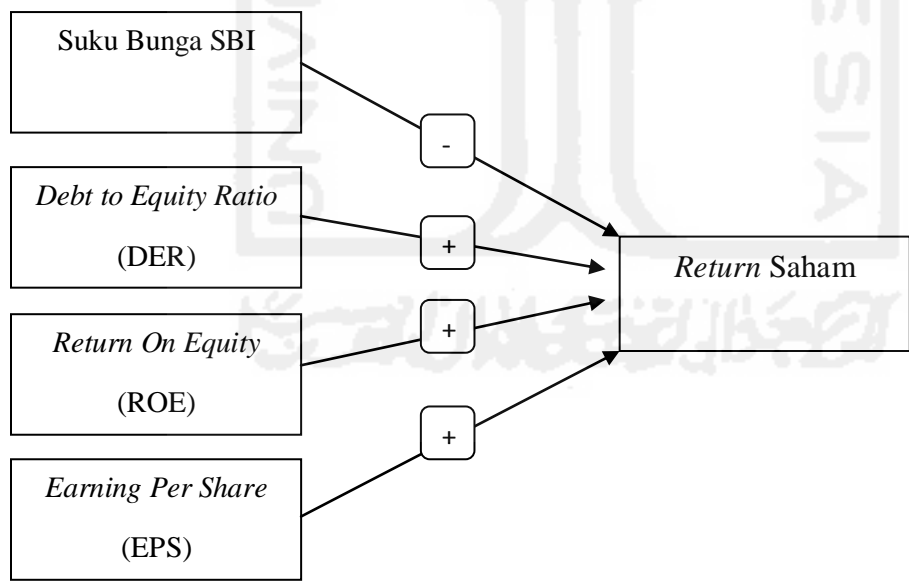 Suku Bunga SBI
-
Debt to Equity Ratio
(DER)
+
Return Saham
Return On Equity
(ROE)
+
Earning Per Share
(EPS)
+